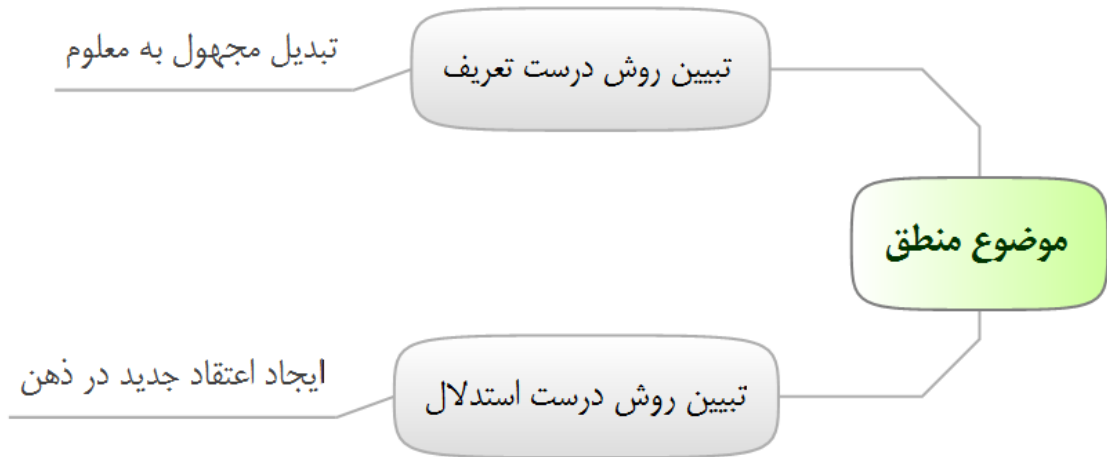 موضوع منطق
تبیین روش درست تعریف
تبدیل مجهول به معلوم
تبیین روش درست استدلال
ایجاد اعتقاد جدید در ذهن